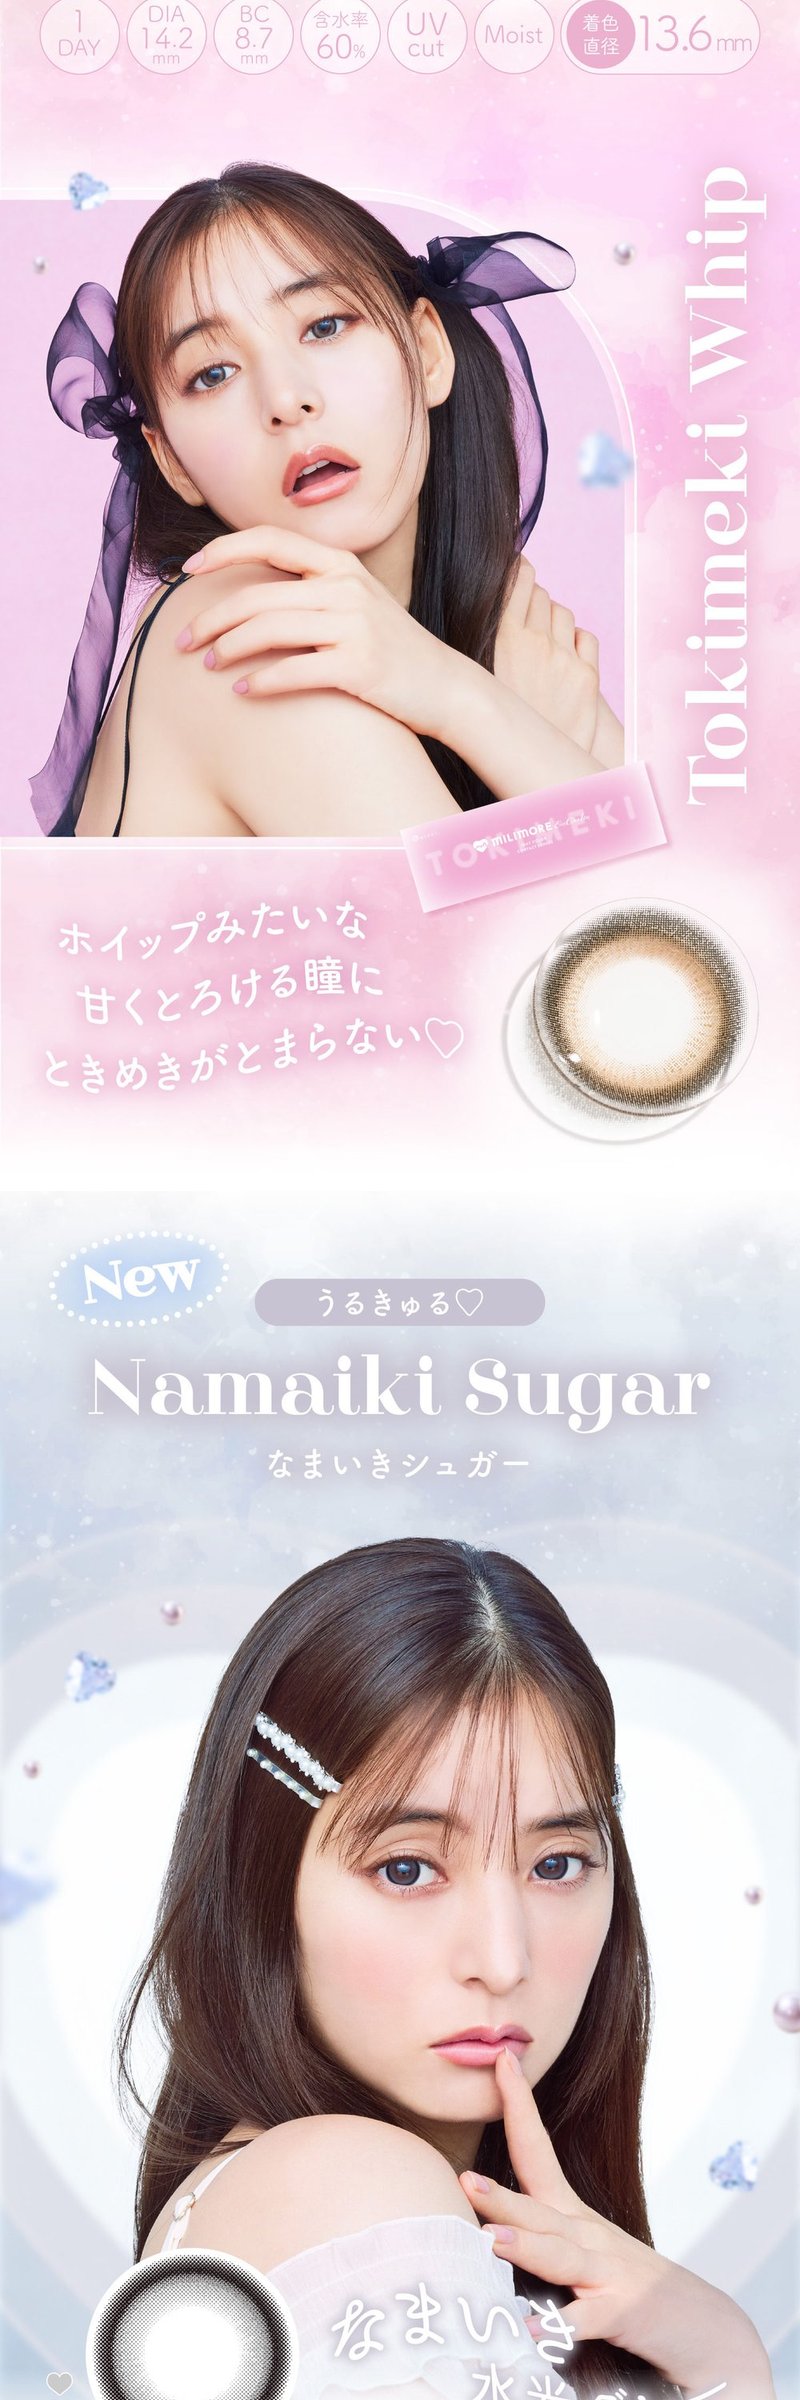 1
DAY
DIA
14.2
mm
BC
8.7
mm
含水率
60%
UV
cut
Moist
着色
直径
13.6mm
Tokimeki Whip
TOKIMEKI
MILIMORE
ホイップみたいな
甘くとろける瞳に
ときめきがとまらない♡
New
うるきゅる♡
Namaiki Sugar
なまいきシュガー
なまいき